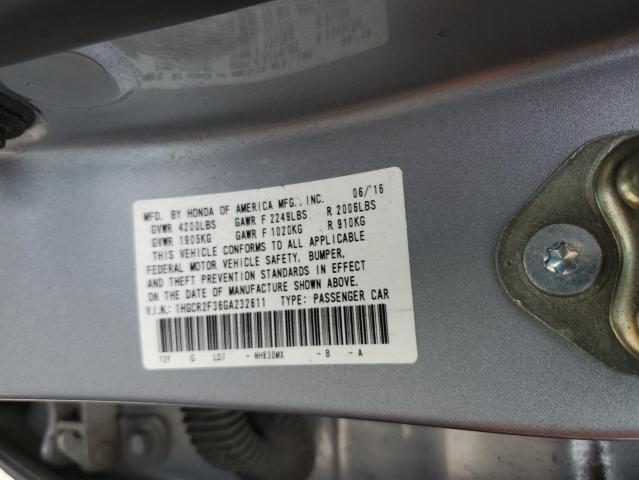 MFD. BY HONDA OF AMERICA MFG., INC. 06/16
GVWR 4200LBS GAWR F 2249LBS R 2006LBS
GVWR 1905KG GAWR F 1020KG R 910KG
THIS VEHICLE CONFORMS TO ALL APPLICABLE
FEDERAL MOTOR VEHICLE SAFETY, BUMPER,
AND THEFT PREVENTION STANDARDS IN EFFECT
ON THE DATE OF MANUFACTURE SHOWN ABOVE.
V.I.N.: 1HGCR2F36GA232611 TYPE: PASSENGER CAR
13F G LD7 - NH830MX - B - A